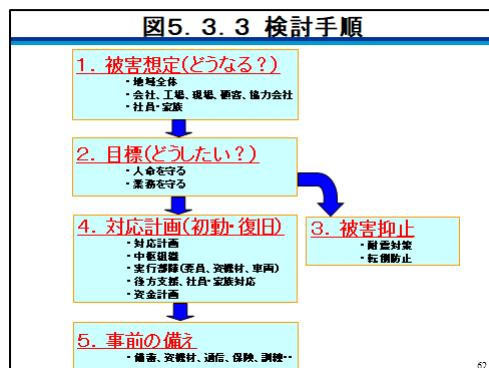 図5.3.3 検討手順
1. 被害想定(どうなる?)
・地域全体
・会社、工場、現場、顧客、協力会社
・社員・家族
2. 目標(どうしたい?)
・人命を守る
・業務を守る
4. 対応計画(初動・復旧)
・対応計画
・中枢組織
・実行部隊(要員、資機材、車両)
・後方支援、社員・家族対応
・資金計画
3. 被害抑止
・耐震対策
・転倒防止
5. 事前の備え
・備蓄、資機材、通信、保険、訓練・・
62